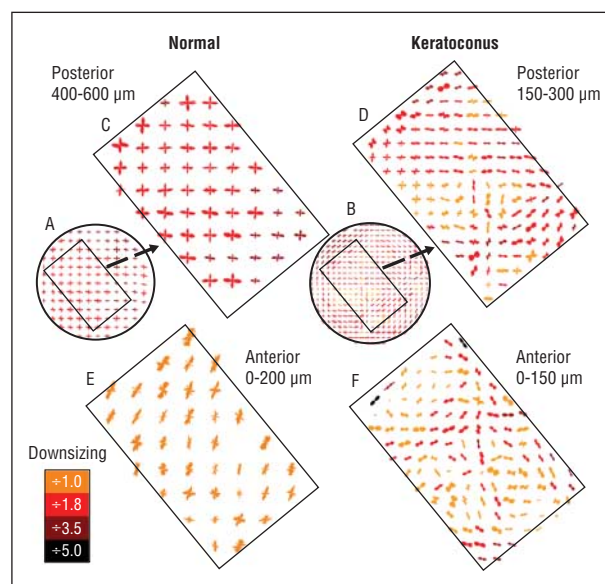 Normal
Keratoconus
Posterior
400-600 µm
C
Posterior
150-300 µm
D
A
B
E
Anterior
0-200 µm
F
Anterior
0-150 µm
Downsizing
÷1.0
÷1.8
÷3.5
÷5.0